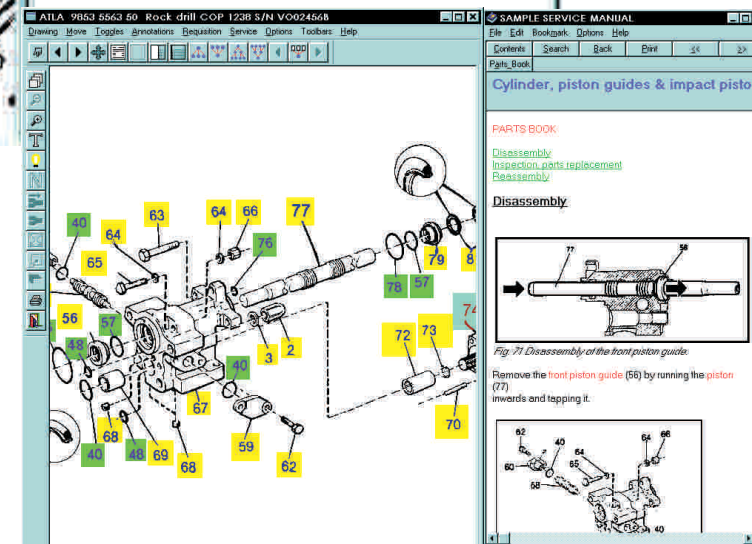 ATLA 9853 5563 50 Rock drill COP 1238 S/N VO02456B
Drawing Move Toggles Annotations Requisition Service Options Toolbars Help
T
N
40
63
64
64
66
77
65
76
79
8
78
57
56
57
48
74
73
72
3
2
40
67
70
59
68
40
48
69
68
62
SAMPLE SERVICE MANUAL
File Edit Bookmark Options Help
Contents Search Back Print << >>
Parts_Book
Cylinder, piston guides & impact pisto
PARTS BOOK
Disassembly
Inspection, parts replacement
Reassembly
Disassembly
77
56
Fig. 71 Disassembly of the front piston guide.
Remove the front piston guide (56) by running the piston
(77)
inwards and tapping it.
62
40
64
66
60
65
58
40